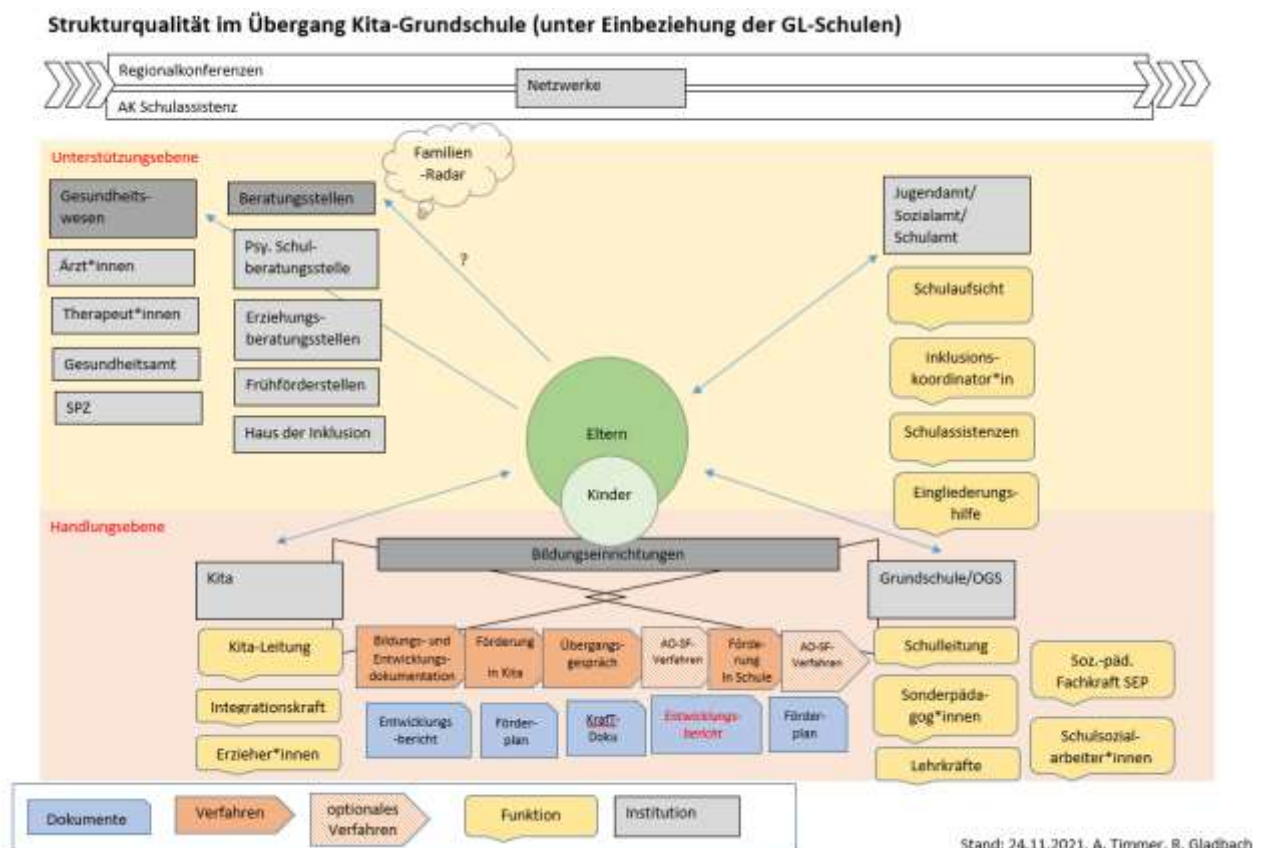 Strukturqualität im Übergang Kita-Grundschule (unter Einbeziehung der GL-Schulen)
Regionalkonferenzen
Netzwerke
AK Schulassistenz
Unterstützungsebene
Gesundheits-
wesen
Ärzt*innen
Therapeut*innen
Gesundheitsamt
SPZ
Beratungsstellen
Psy. Schul-
beratungsstelle
Erziehungs-
beratungsstellen
Frühförderstellen
Haus der Inklusion
Familien
-Radar
?
Eltern
Kinder
Jugendamt/
Sozialamt/
Schulamt
Schulaufsicht
Inklusions-
koordinator*in
Schulassistenzen
Eingliederungs-
hilfe
Handlungsebene
Bildungseinrichtungen
Kita
Kita-Leitung
Integrationskraft
Erzieher*innen
Bildungs- und
Entwicklungs-
dokumentation
Förderung
in Kita
Übergangs-
gespräch
AO-SF-
Verfahren
Förde-
rung
in Schule
AO-SF-
Verfahren
Entwicklungs
-bericht
Förder-
plan
KrafT-
Doku
Entwicklungs-
bericht
Förder-
plan
Grundschule/OGS
Schulleitung
Sonderpäda-
gog*innen
Lehrkräfte
Soz.-päd.
Fachkraft SEP
Schulsozial-
arbeiter*innen
Dokumente
Verfahren
optionales
Verfahren
Funktion
Institution
Stand: 24.11.2021, A. Timmer, R. Gladbach